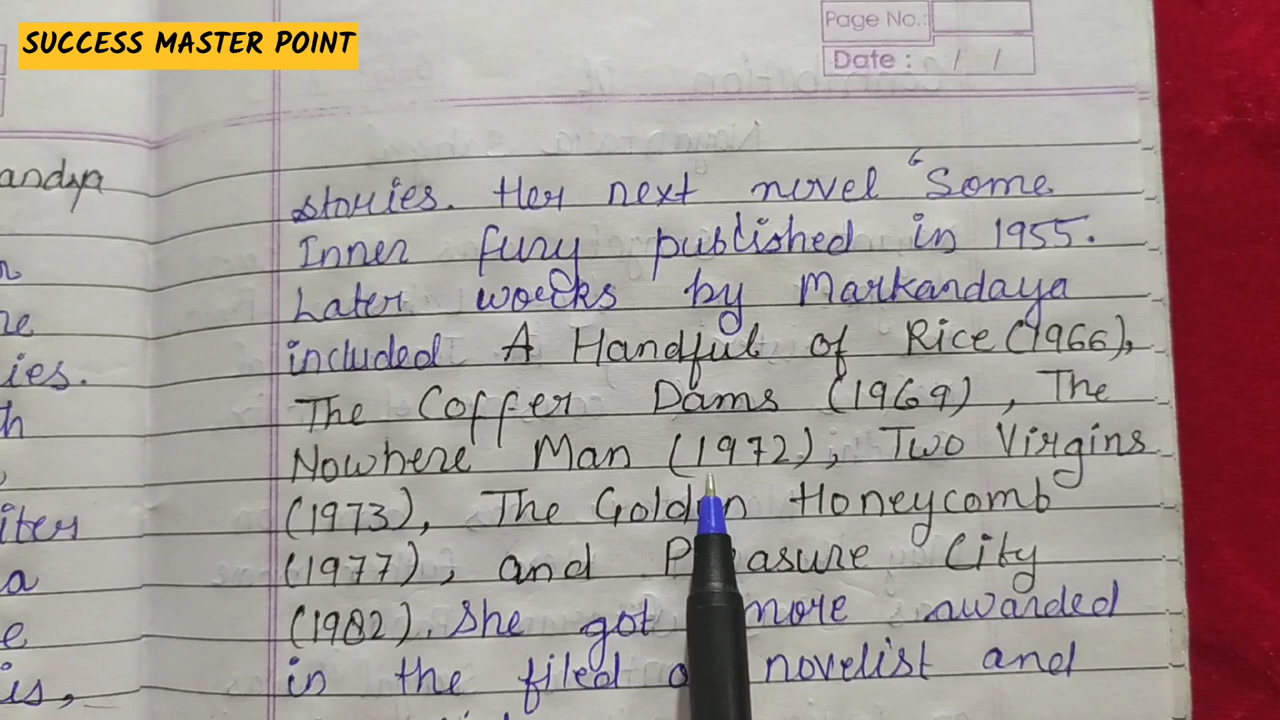 SUCCESS MASTER POINT
Page No.:
Date : / /
andya
stories. Her next novel 'Some
Inner fury published in 1955.
Later works by Markandaya
included A Handful of Rice (1966),
The Coffer Dams (1969), The
Nowhere Man (1972), Two Virgins
(1973), The Golden Honeycomb
(1977), and Pleasure City
(1982). She got more awarded
in the filed novelist and
ies.